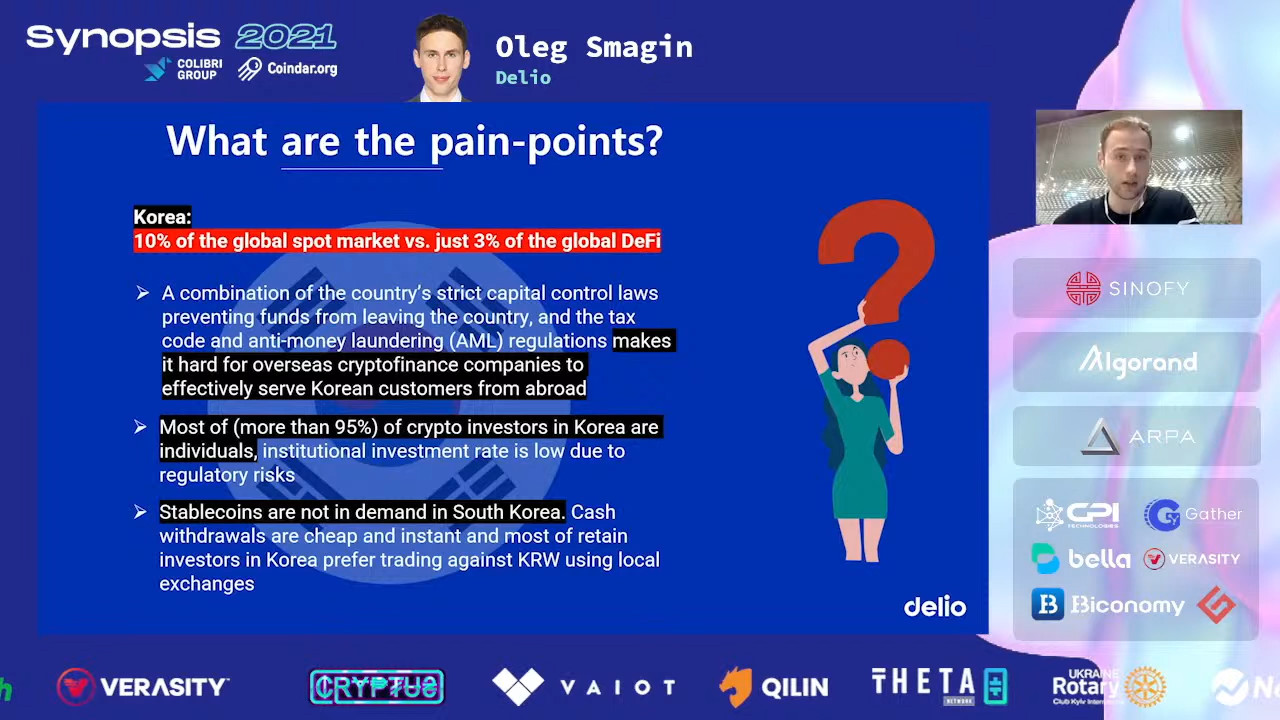 Synopsis 2021
COLIBRI GROUP
Coindar.org
Oleg Smagin
Delio
What are the pain-points?
Korea:
10% of the global spot market vs. just 3% of the global DeFi
➢ A combination of the country's strict capital control laws
preventing funds from leaving the country, and the tax
code and anti-money laundering (AML) regulations makes
it hard for overseas cryptofinance companies to
effectively serve Korean customers from abroad
➢ Most of (more than 95%) of crypto investors in Korea are
individuals, institutional investment rate is low due to
regulatory risks
➢ Stablecoins are not in demand in South Korea. Cash
withdrawals are cheap and instant and most of retain
investors in Korea prefer trading against KRW using local
exchanges
delio
SINOFY
Algorand
ARPA
CPI TECHNOLOGIES
Gather
bella
VERASITY
Biconomy
VERASITY
CRYPTUS
VAIOT
QILIN
THETA
NETWORK
UKRAINE
Rotary
Club Kyiv